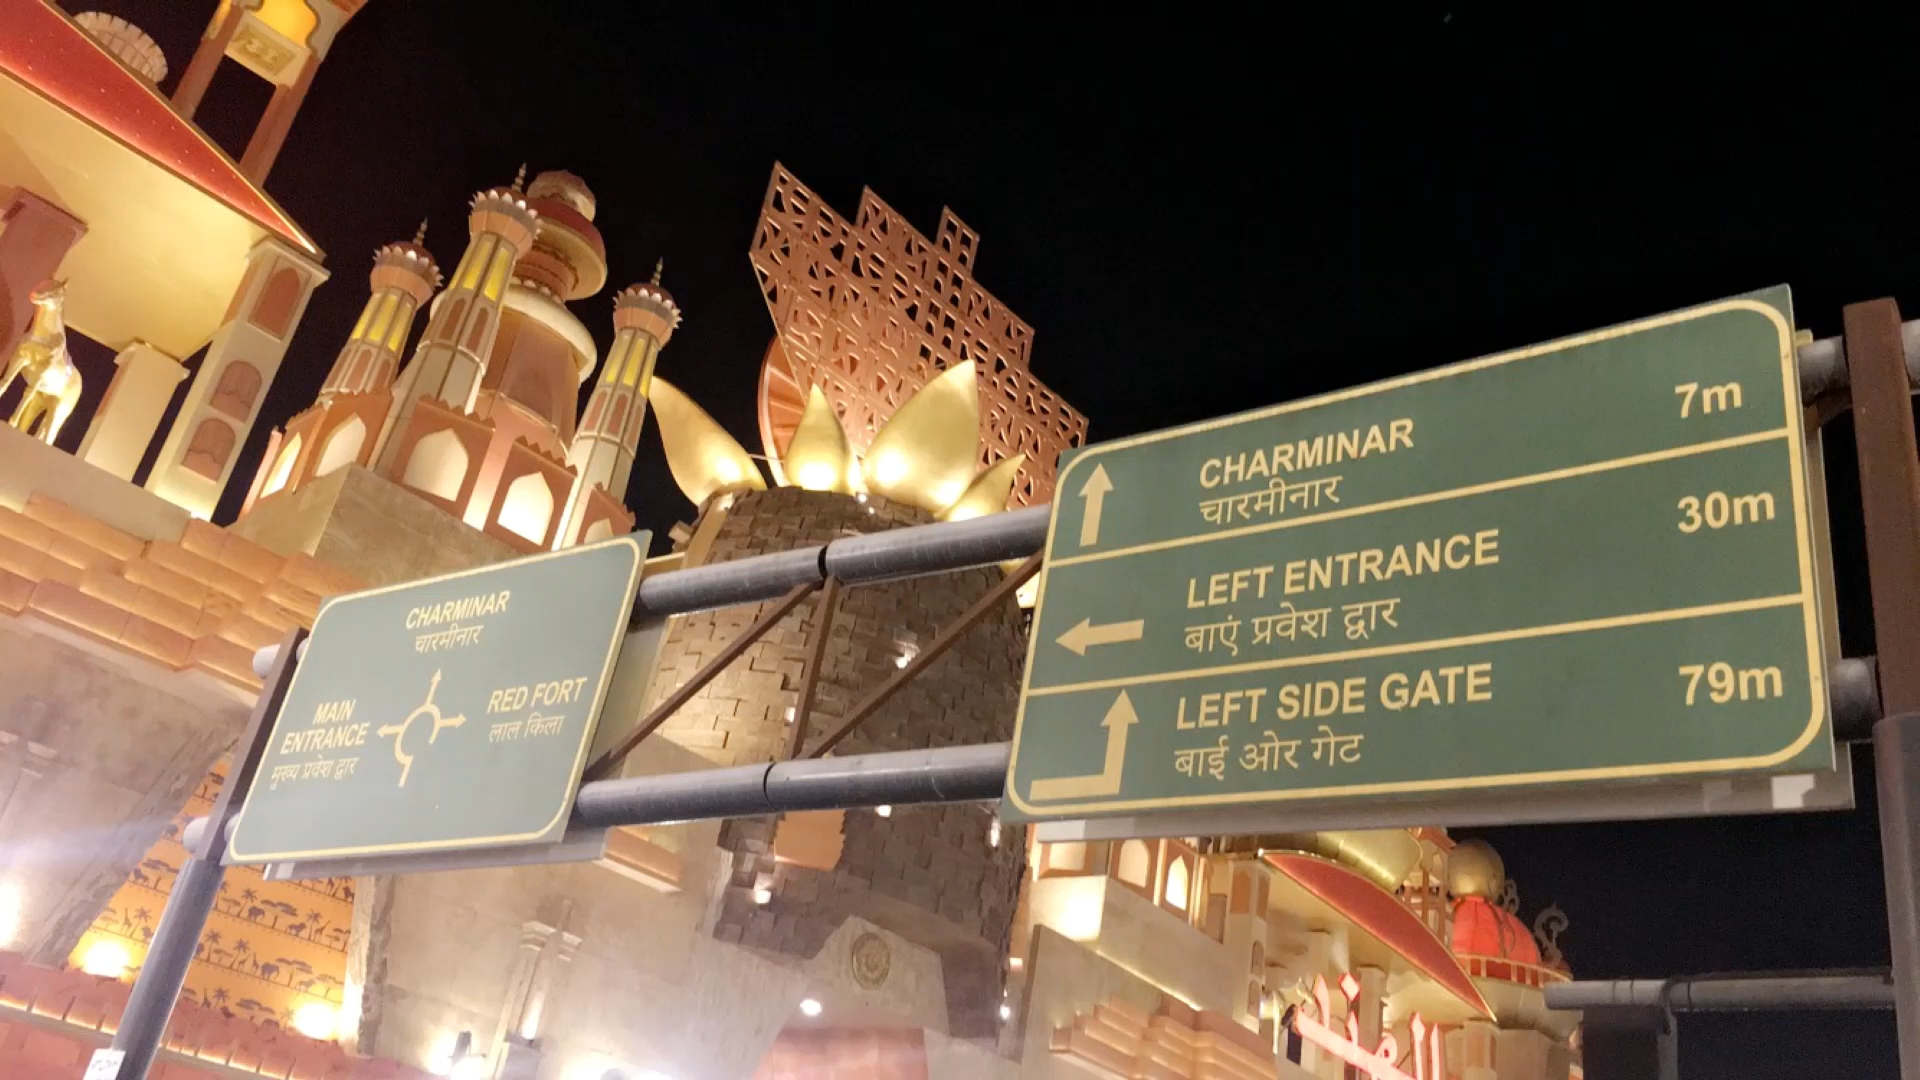 CHARMINAR
चारमीनार
MAIN
ENTRANCE
मुख्य प्रवेश द्वार
RED FORT
लाल किला
CHARMINAR
चारमीनार
7m
LEFT ENTRANCE
बाएं प्रवेश द्वार
30m
LEFT SIDE GATE
बाई ओर गेट
79m
الهند